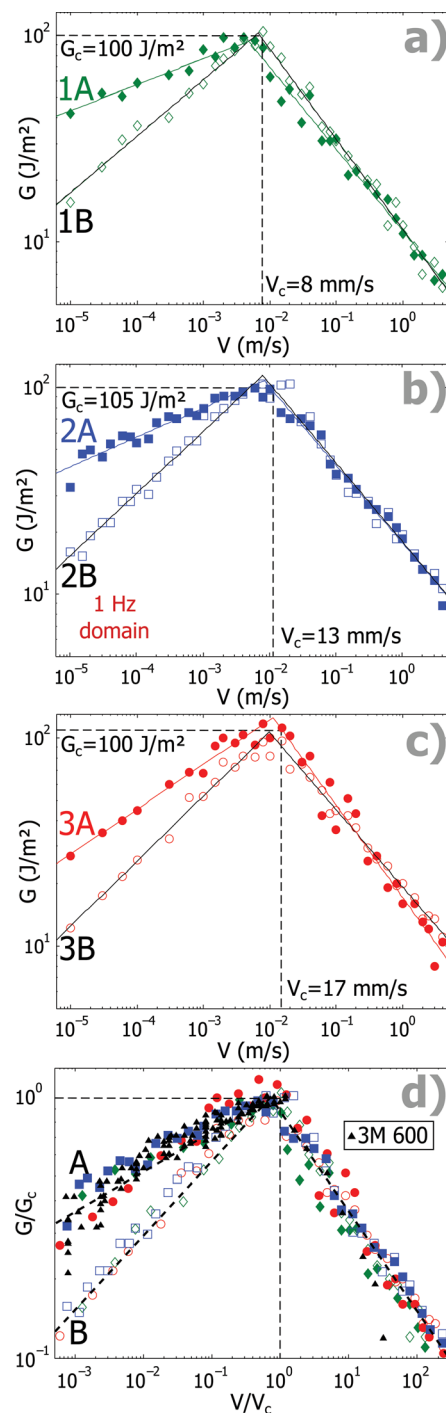 a)
10²
G_c=100 J/m²
1A
G (J/m²)
1B
10¹
V_c=8 mm/s
10⁻⁵ 10⁻⁴ 10⁻³ 10⁻² 10⁻¹ 10⁰
V (m/s)
b)
10²
G_c=105 J/m²
2A
G (J/m²)
2B
10¹
1 Hz
domain
V_c=13 mm/s
10⁻⁵ 10⁻⁴ 10⁻³ 10⁻² 10⁻¹ 10⁰
V (m/s)
c)
10²
G_c=100 J/m²
3A
G (J/m²)
3B
10¹
V_c=17 mm/s
10⁻⁵ 10⁻⁴ 10⁻³ 10⁻² 10⁻¹ 10⁰
V (m/s)
d)
10⁰
▲3M 600
A
G/G_c
B
10⁻¹
10⁻³ 10⁻² 10⁻¹ 10⁰ 10¹ 10²
V/V_c